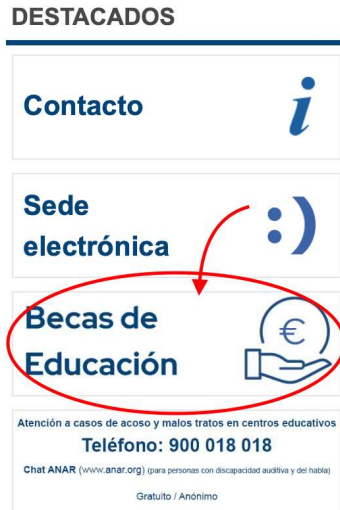 DESTACADOS
Contacto
i
Sede
:)
electrónica
Becas de
€
Educación
Atención a casos de acoso y malos tratos en centros educativos
Teléfono: 900 018 018
Chat ANAR (www.anar.org) (para personas con discapacidad auditiva y del habla)
Gratuito / Anónimo